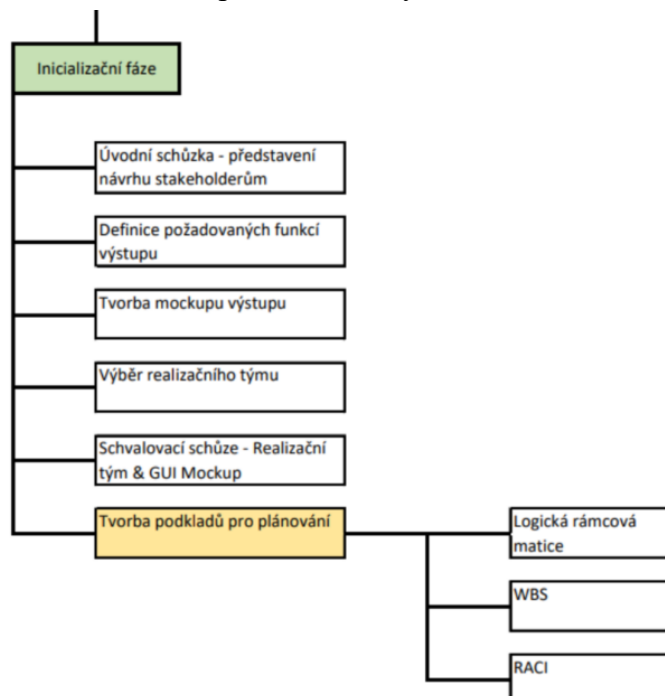 Inicializační fáze
Úvodní schůzka - představení
návrhu stakeholderům
Definice požadovaných funkcí
výstupu
Tvorba mockupu výstupu
Výběr realizačního týmu
Schvalovací schůze - Realizační
tým & GUI Mockup
Tvorba podkladů pro plánování
Logická rámcová
matice
WBS
RACI